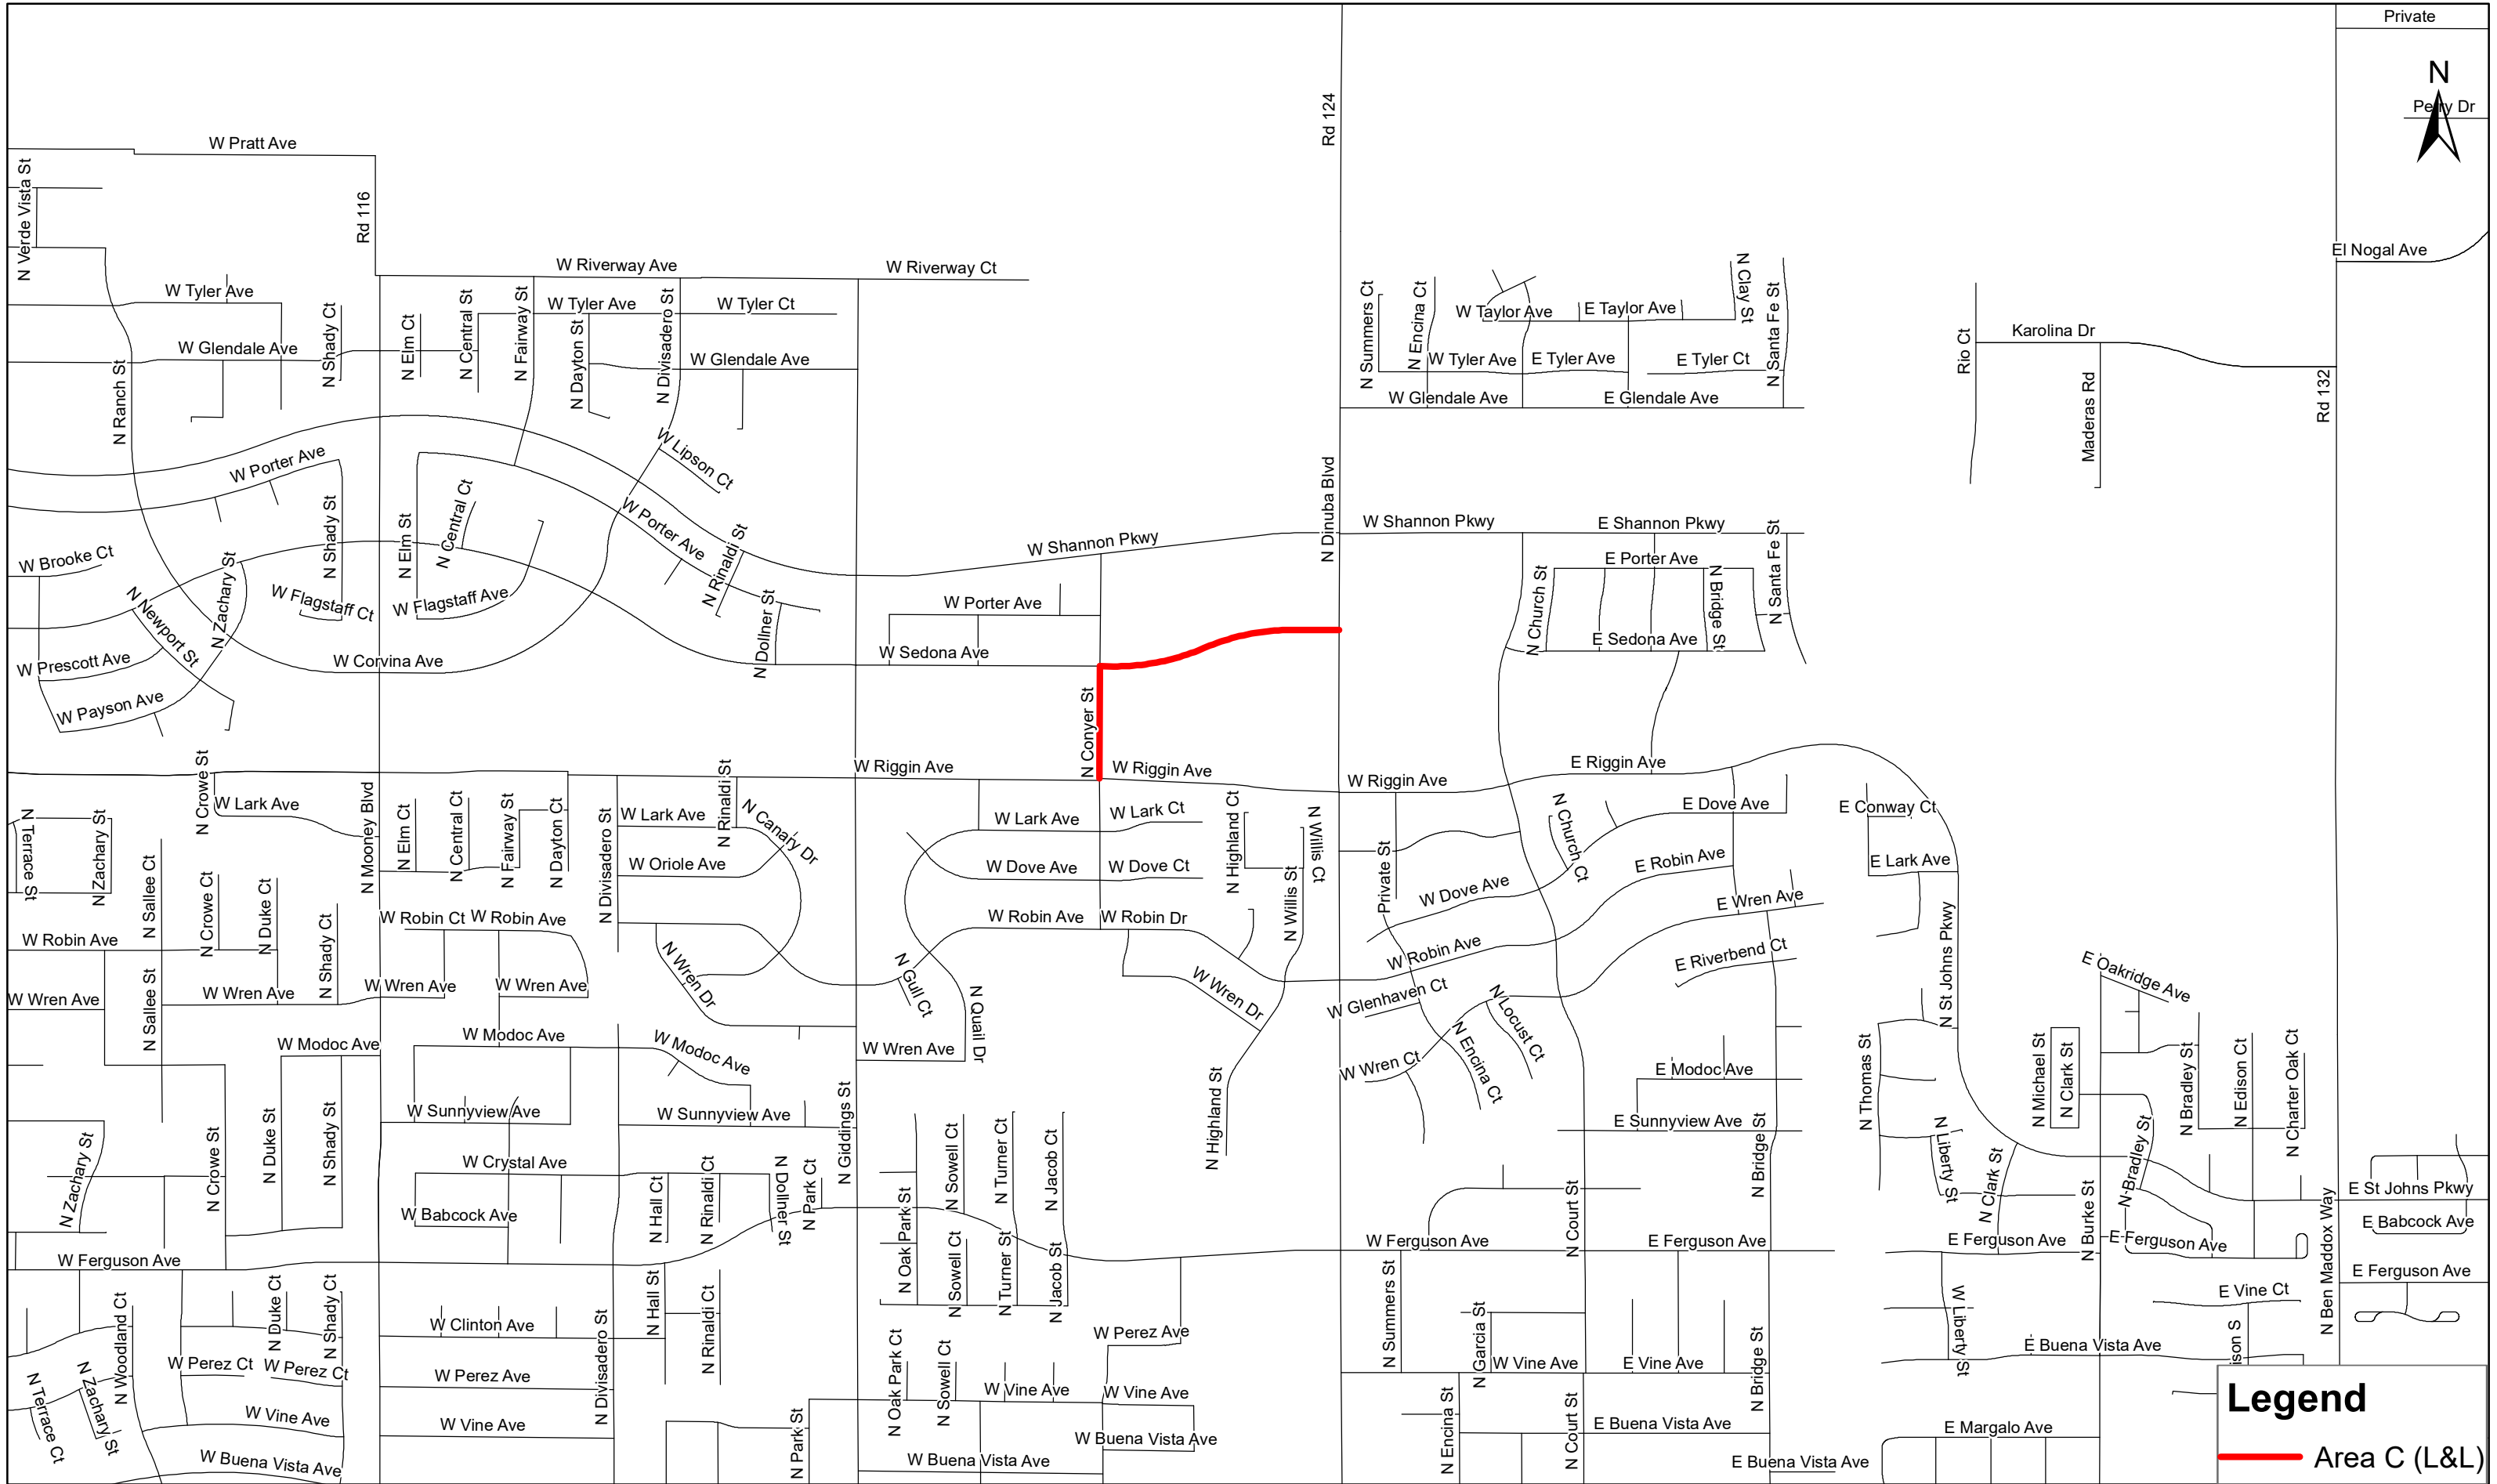 Private
N
Perry Dr
Rd 124
W Pratt Ave
N Verde Vista St
Rd 116
El Nogal Ave
W Riverway Ave
W Riverway Ct
W Tyler Ave
N Shady Ct
N Elm Ct
N Central St
N Fairway St
W Tyler Ave
N Dayton St
N Divisadero St
W Tyler Ct
N Summers Ct
N Encina Ct
W Taylor Ave
E Taylor Ave
N Clay St
N Santa Fe St
Karolina Dr
Rio Ct
Maderas Rd
Rd 132
W Glendale Ave
W Glendale Ave
W Tyler Ave
E Tyler Ave
E Tyler Ct
W Glendale Ave
E Glendale Ave
N Ranch St
W Porter Ave
W Lipson Ct
N Shady St
N Elm St
N Central Ct
W Porter Ave
N Rinaldi St
W Shannon Pkwy
N Dinuba Blvd
W Shannon Pkwy
E Shannon Pkwy
W Brooke Ct
N Newport St
N Zachary St
W Flagstaff Ct
W Flagstaff Ave
N Dollner St
W Porter Ave
E Porter Ave
N Church St
N Bridge St
N Santa Fe St
W Prescott Ave
W Corvina Ave
W Sedona Ave
E Sedona Ave
W Payson Ave
N Conyer St
N Crowe St
W Riggin Ave
W Riggin Ave
W Riggin Ave
E Riggin Ave
N Terrace St
N Zachary St
W Lark Ave
N Mooney Blvd
N Elm Ct
N Central Ct
N Fairway St
N Dayton Ct
N Divisadero St
W Lark Ave
N Rinaldi St
N Canary Dr
W Oriole Ave
W Lark Ave
W Lark Ct
N Highland Ct
N Willis Ct
E Dove Ave
E Conway Ct
N Church Ct
W Dove Ave
W Dove Ct
N Willis St
Private St
W Dove Ave
E Robin Ave
E Lark Ave
N Sallee Ct
N Crowe Ct
N Duke Ct
N Shady Ct
W Robin Ct
W Robin Ave
W Robin Ave
W Robin Dr
E Wren Ave
N St Johns Pkwy
W Robin Ave
W Robin Ave
E Riverbend Ct
E Oakridge Ave
N Wren Dr
N Gull Ct
N Quail Dr
W Wren Dr
W Glenhaven Ct
N Locust Ct
N Encina Ct
W Wren Ave
N Sallee St
W Wren Ave
W Wren Ave
W Wren Ave
W Modoc Ave
W Modoc Ave
W Modoc Ave
W Wren Ave
W Wren Ct
E Modoc Ave
N Thomas St
N Michael St
N Clark St
N Bradley St
N Edison Ct
N Charter Oak Ct
N Duke St
N Shady St
W Sunnyview Ave
W Sunnyview Ave
N Giddings St
N Highland St
E Sunnyview Ave
N Bridge St
N Liberty St
N Bradley St
N Zachary St
N Crowe St
W Crystal Ave
N Hall Ct
N Rinaldi Ct
N Dollner St
N Park Ct
N Oak Park St
N Sowell Ct
N Turner Ct
N Jacob Ct
N Court St
N Clark St
N Burke St
E St Johns Pkwy
N Ben Maddox Way
W Babcock Ave
E Babcock Ave
W Ferguson Ave
W Ferguson Ave
E Ferguson Ave
E Ferguson Ave
E Ferguson Ave
E Ferguson Ave
N Sowell Ct
N Turner St
N Jacob St
N Woodland Ct
N Duke Ct
N Shady Ct
N Divisadero St
N Hall St
N Rinaldi Ct
N Summers St
N Garcia St
N Bridge St
W Liberty St
E Vine Ct
W Clinton Ave
W Perez Ave
E Buena Vista Ave
W Perez Ct
W Perez Ct
W Perez Ave
N Oak Park Ct
N Sowell Ct
W Vine Ave
W Vine Ave
W Vine Ave
E Vine Ave
ison S
N Terrace Ct
N Zachary St
W Vine Ave
W Vine Ave
N Park St
N Encina St
N Court St
E Buena Vista Ave
E Margalo Ave
W Buena Vista Ave
W Buena Vista Ave
W Buena Vista Ave
E Buena Vista Ave
Legend
Area C (L&L)